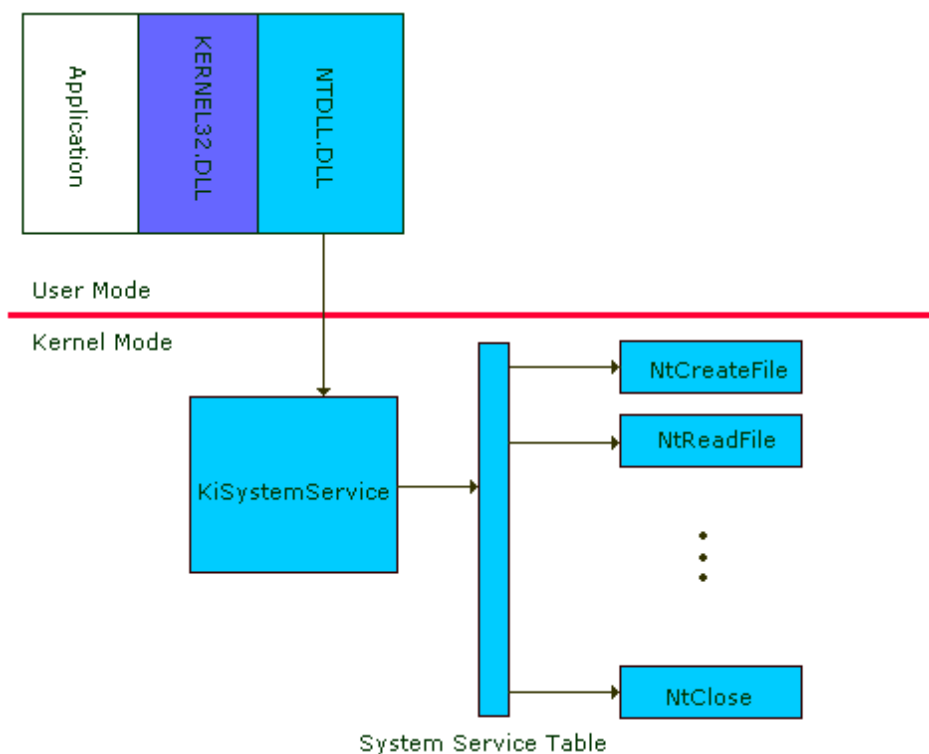 Application
KERNEL32.DLL
NTDLL.DLL
User Mode
Kernel Mode
NtCreateFile
NtReadFile
KiSystemService
NtClose
System Service Table